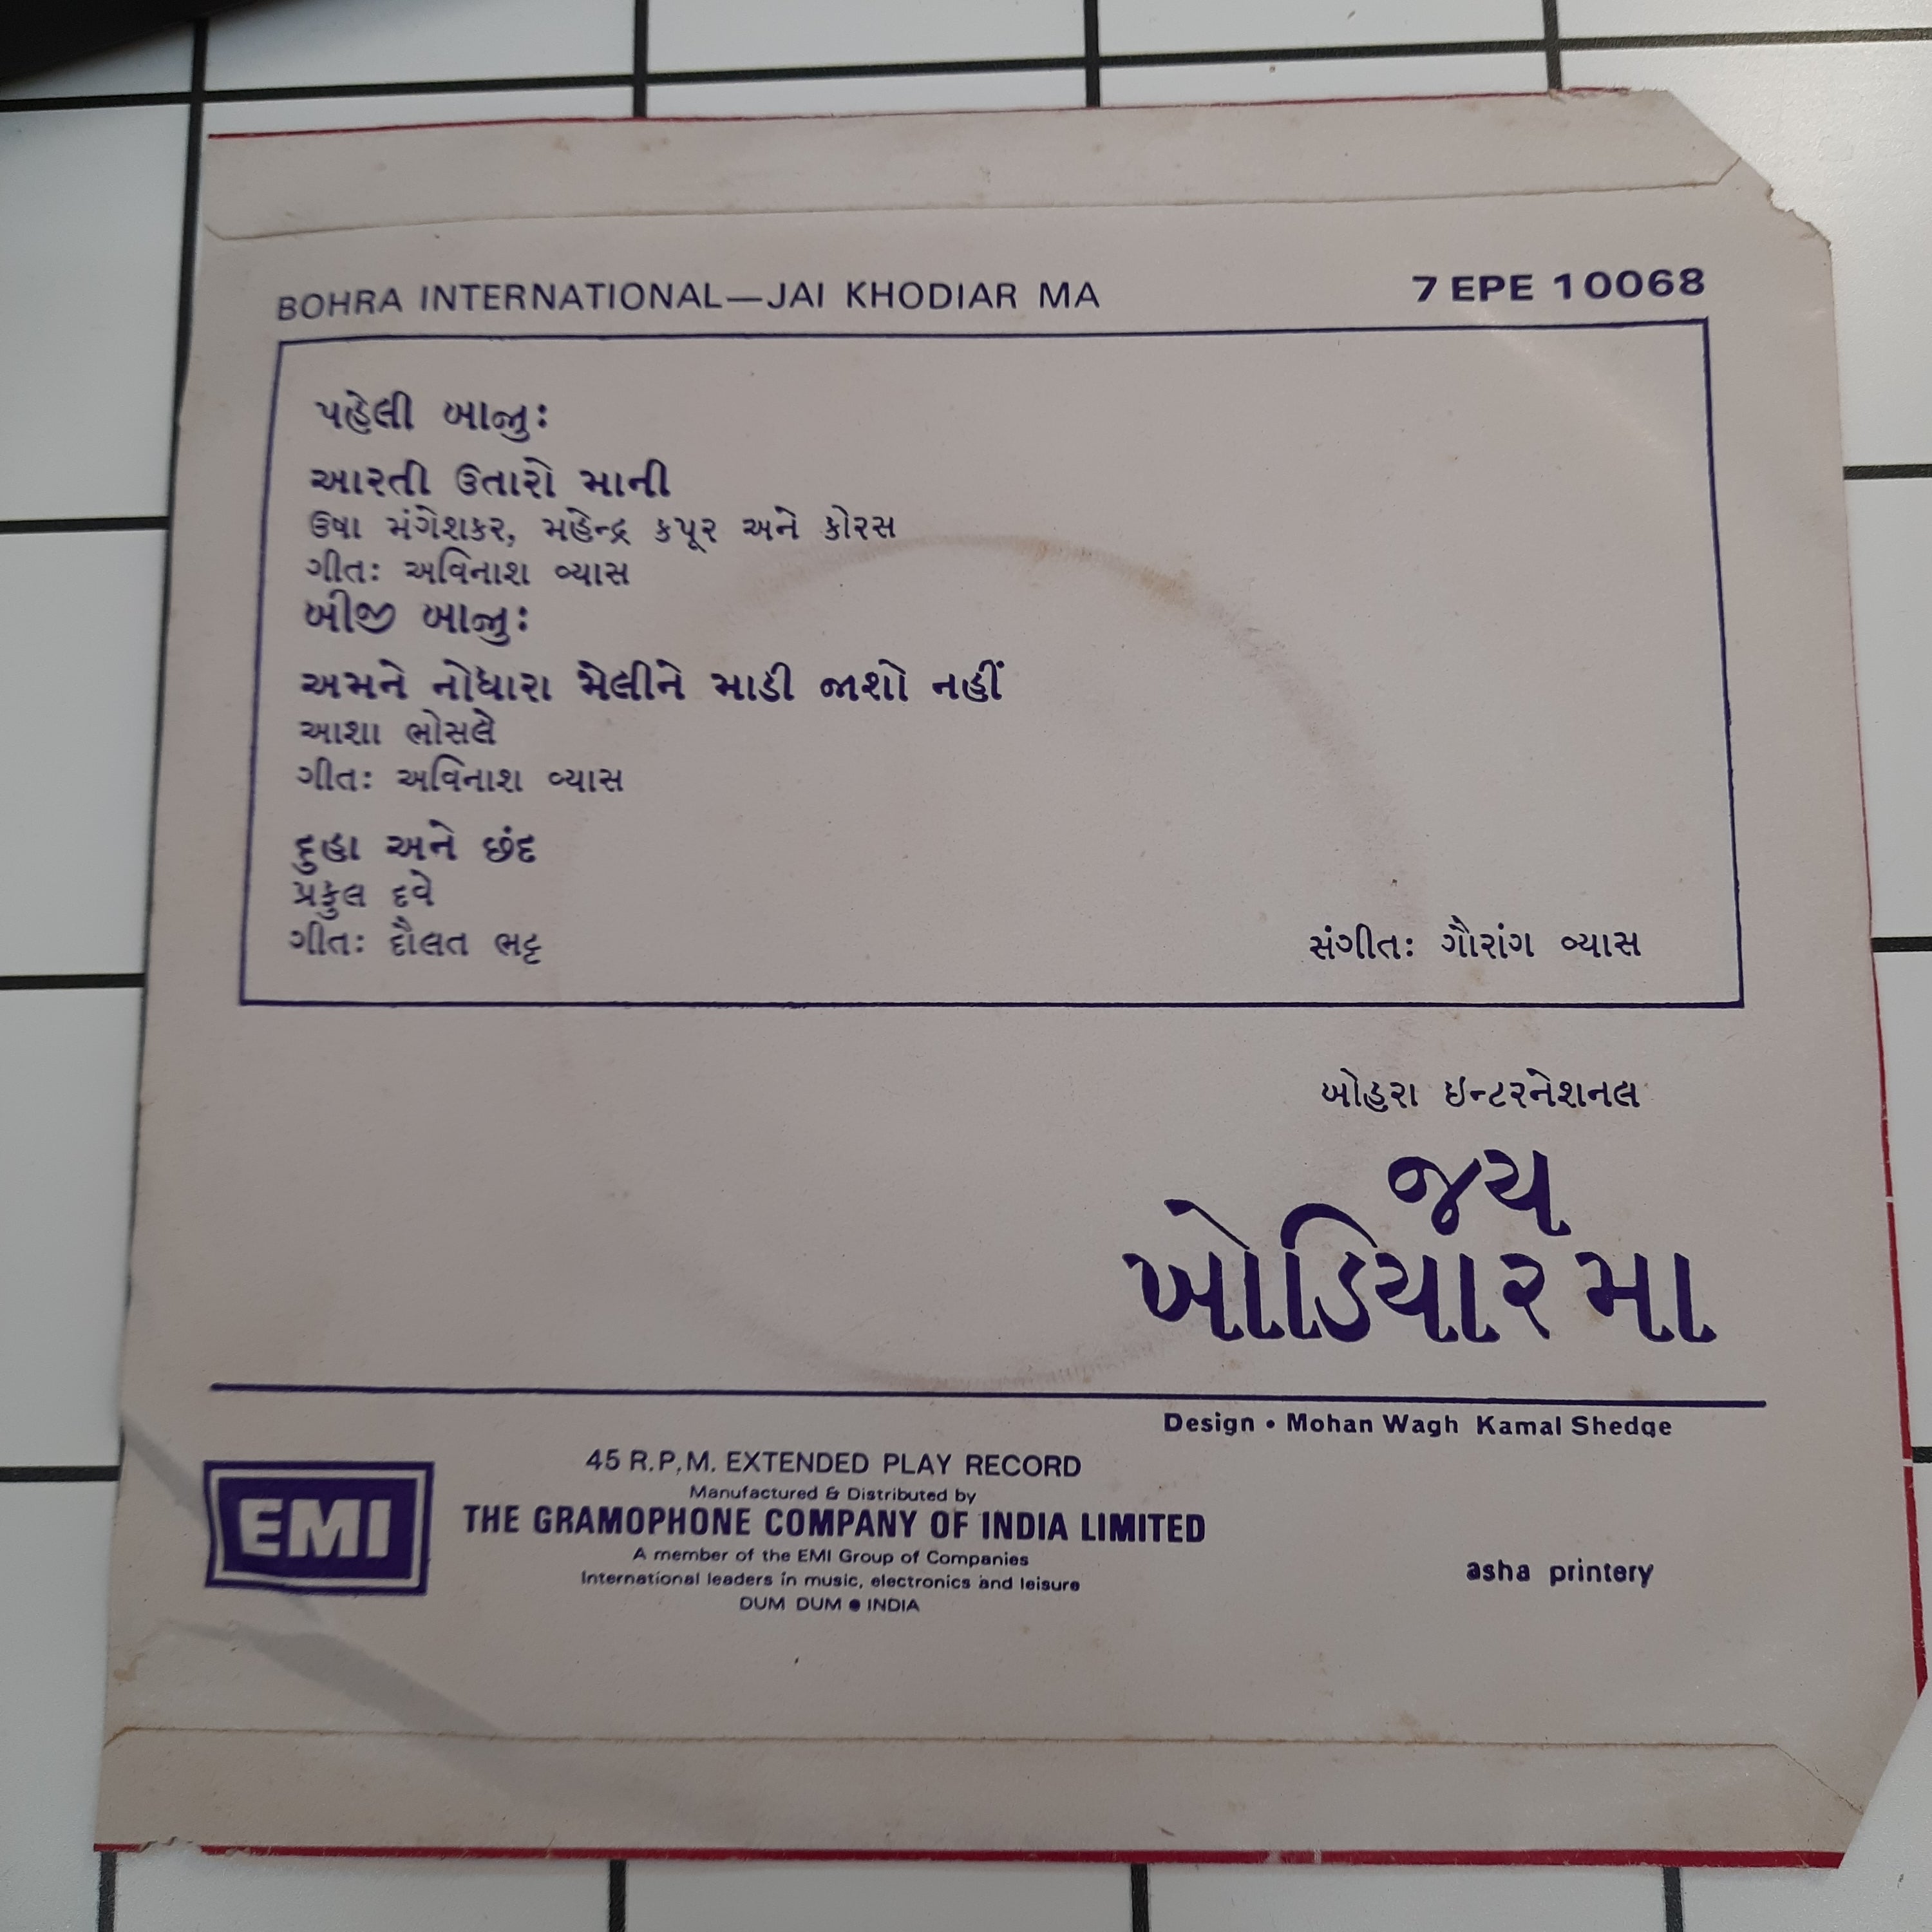 BOHRA INTERNATIONAL—JAI KHODIAR MA 7 EPE 10068
પહેલી બાજુઃ
આરતી ઉતારો માની
ઉષા મંગેશકર, મહેન્દ્ર કપૂર અને કોરસ
ગીતઃ અવિનાશ વ્યાસ
બીજી બાજુઃ
અમને નોધારા મેલીને માડી જાશો નહીં
આશા ભોસલે
ગીતઃ અવિનાશ વ્યાસ
દુહા અને છંદ
પ્રફુલ દવે
ગીતઃ દૌલત ભટ્ટ
સંગીતઃ ગૌરાંગ વ્યાસ
બોહરા ઇન્ટરનેશનલ
જય
ખોડિયાર મા
Design • Mohan Wagh Kamal Shedge
EMI
45 R.P.M. EXTENDED PLAY RECORD
Manufactured & Distributed by
THE GRAMOPHONE COMPANY OF INDIA LIMITED
A member of the EMI Group of Companies
International leaders in music, electronics and leisure
DUM DUM ● INDIA
asha printery